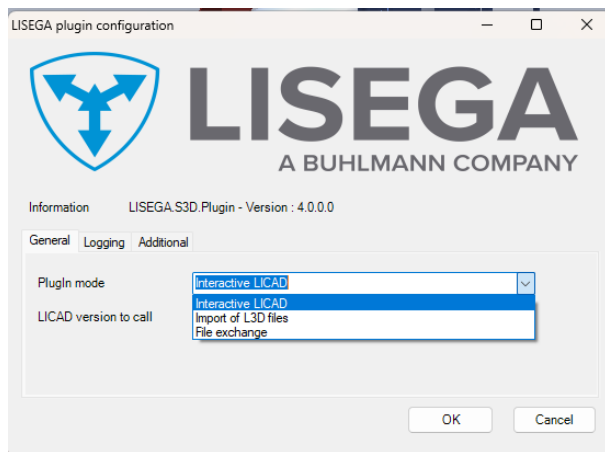 LISEGA plugin configuration
LISEGA
A BUHLMANN COMPANY
Information LISEGA.S3D.Plugin - Version : 4.0.0.0
General Logging Additional
PlugIn mode Interactive LICAD
Interactive LICAD
LICAD version to call Import of L3D files
File exchange
OK Cancel